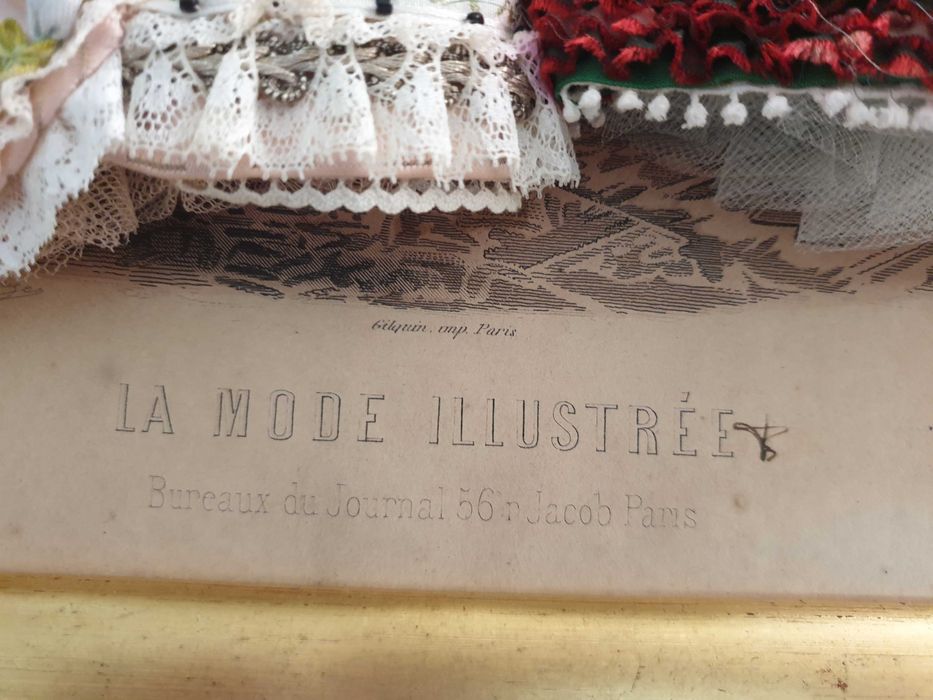 Gilquin. imp. Paris
LA MODE ILLUSTRÉE
Bureaux du Journal 56 r Jacob Paris